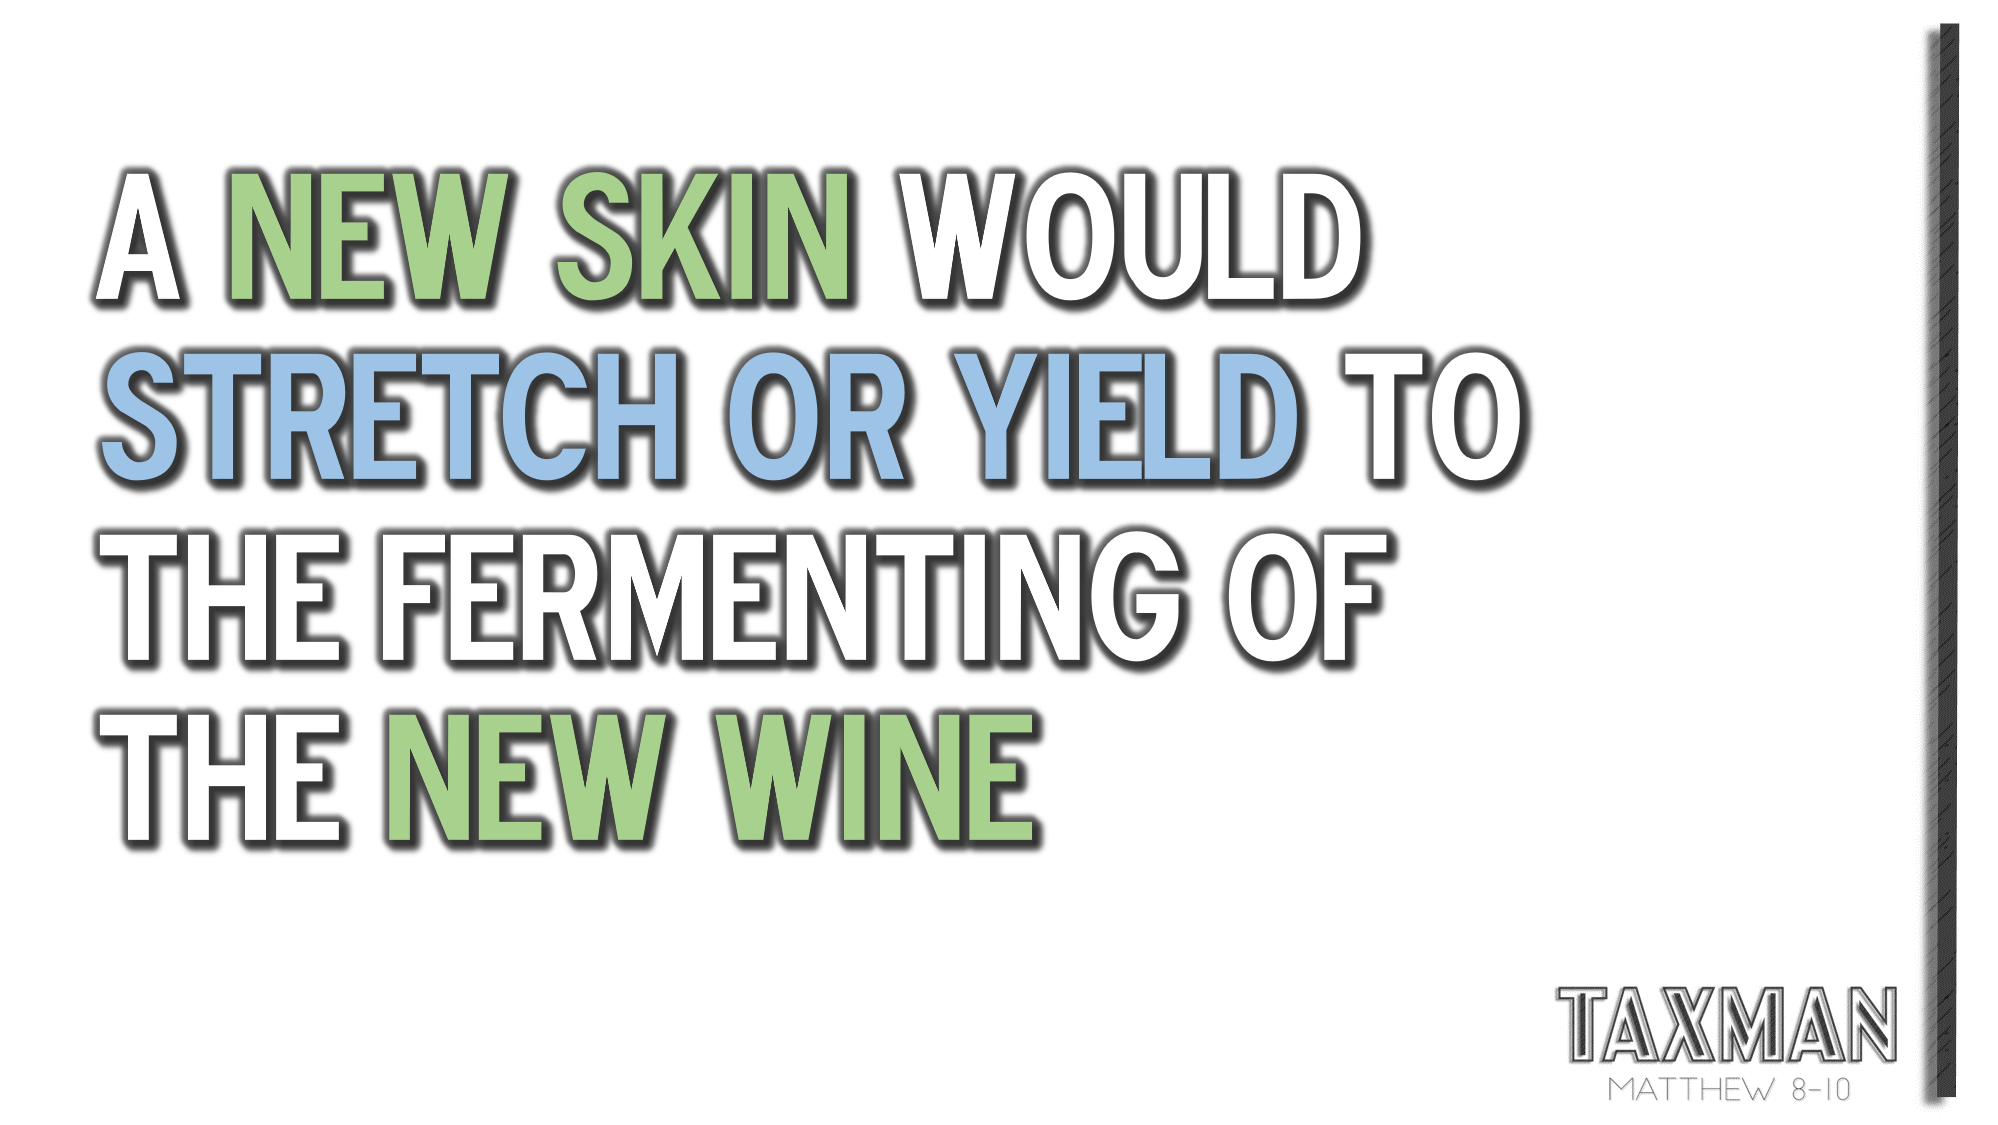 A NEW SKIN WOULD
STRETCH OR YIELD TO
THE FERMENTING OF
THE NEW WINE
TAXMAN
MATTHEW 8-10